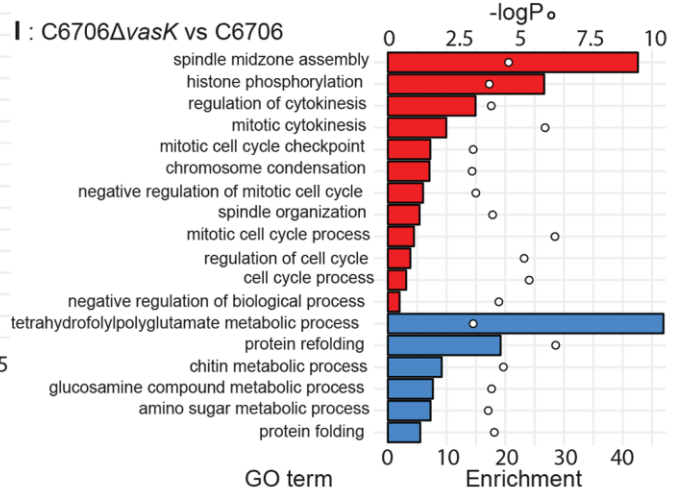 -logP
I : C6706ΔvasK vs C6706
0 2.5 5 7.5 10
spindle midzone assembly
histone phosphorylation
regulation of cytokinesis
mitotic cytokinesis
mitotic cell cycle checkpoint
chromosome condensation
negative regulation of mitotic cell cycle
spindle organization
mitotic cell cycle process
regulation of cell cycle
cell cycle process
negative regulation of biological process
tetrahydrofolylpolyglutamate metabolic process
protein refolding
5
chitin metabolic process
glucosamine compound metabolic process
amino sugar metabolic process
protein folding
0 10 20 30 40
GO term Enrichment